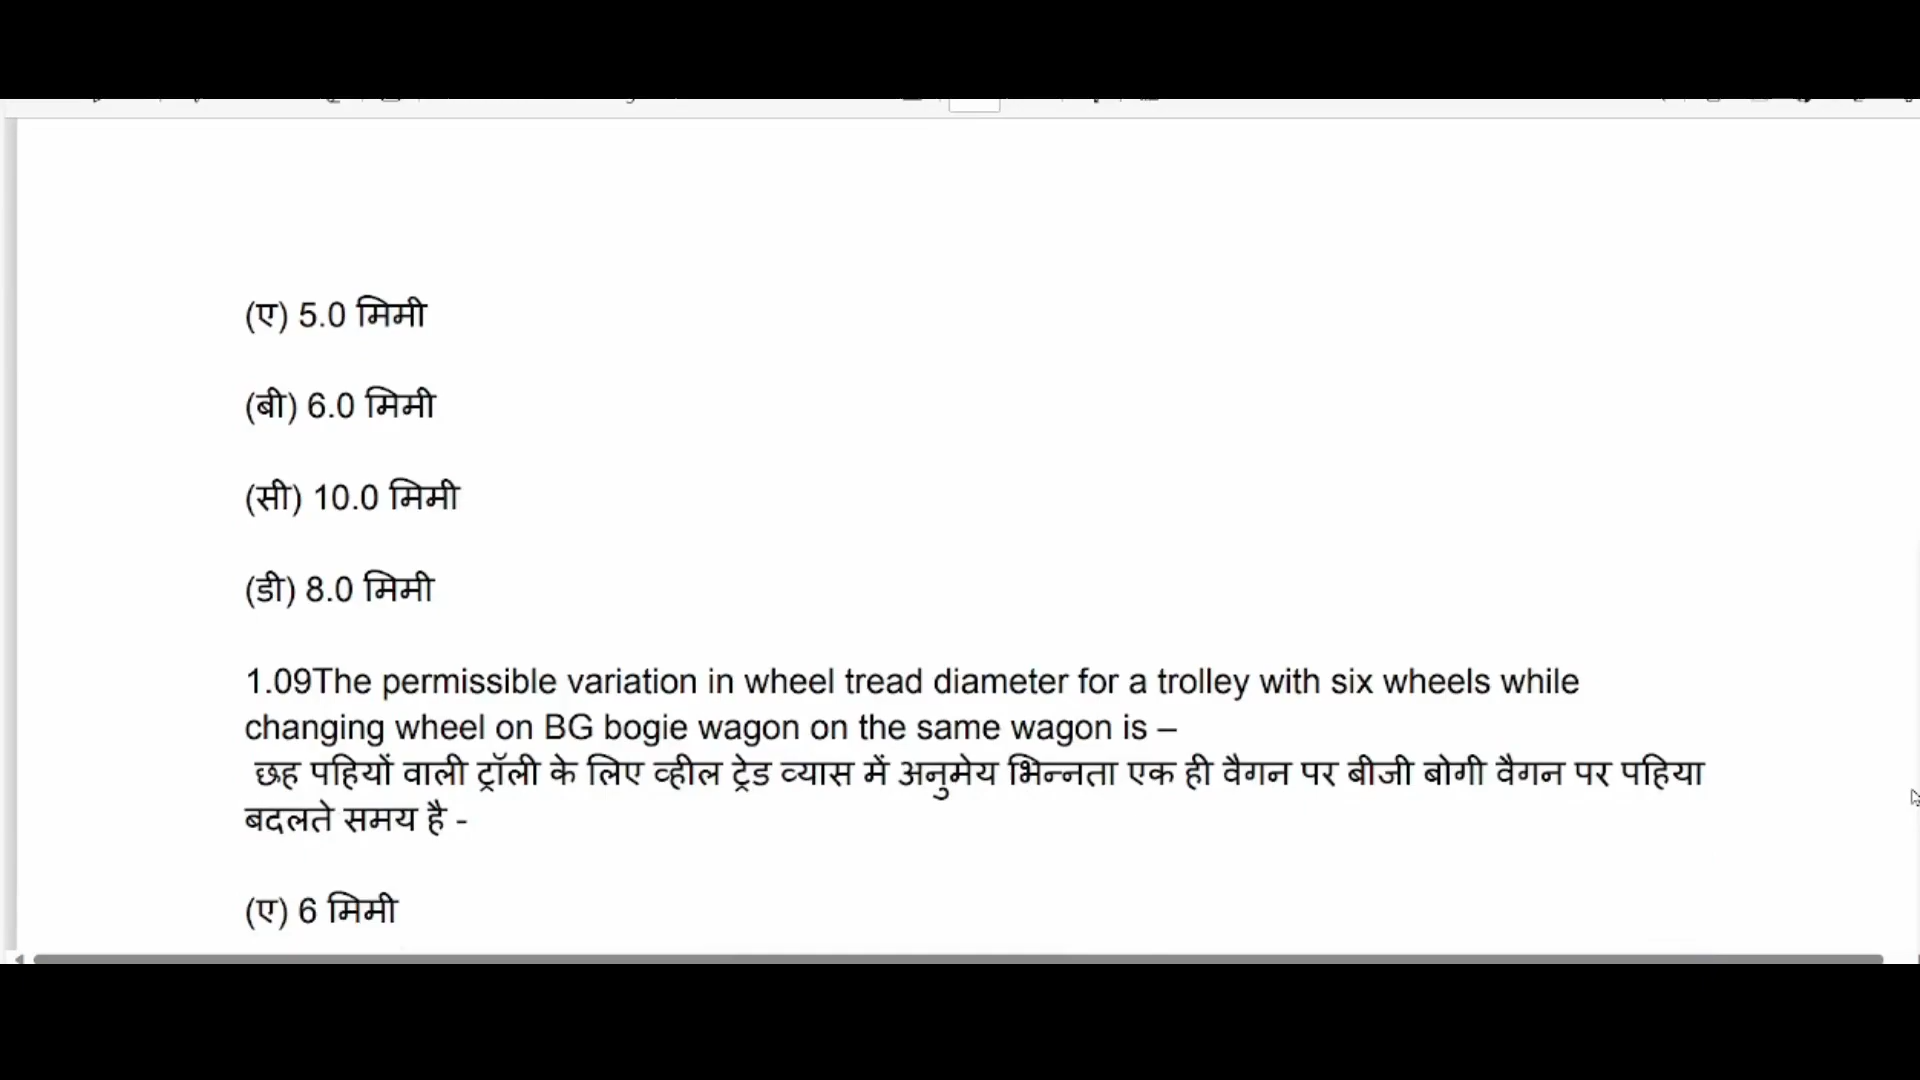 (ए) 5.0 मिमी
(बी) 6.0 मिमी
(सी) 10.0 मिमी
(डी) 8.0 मिमी
1.09The permissible variation in wheel tread diameter for a trolley with six wheels while
changing wheel on BG bogie wagon on the same wagon is –
छह पहियों वाली ट्रॉली के लिए व्हील ट्रेड व्यास में अनुमेय भिन्नता एक ही वैगन पर बीजी बोगी वैगन पर पहिया
बदलते समय है -
(ए) 6 मिमी